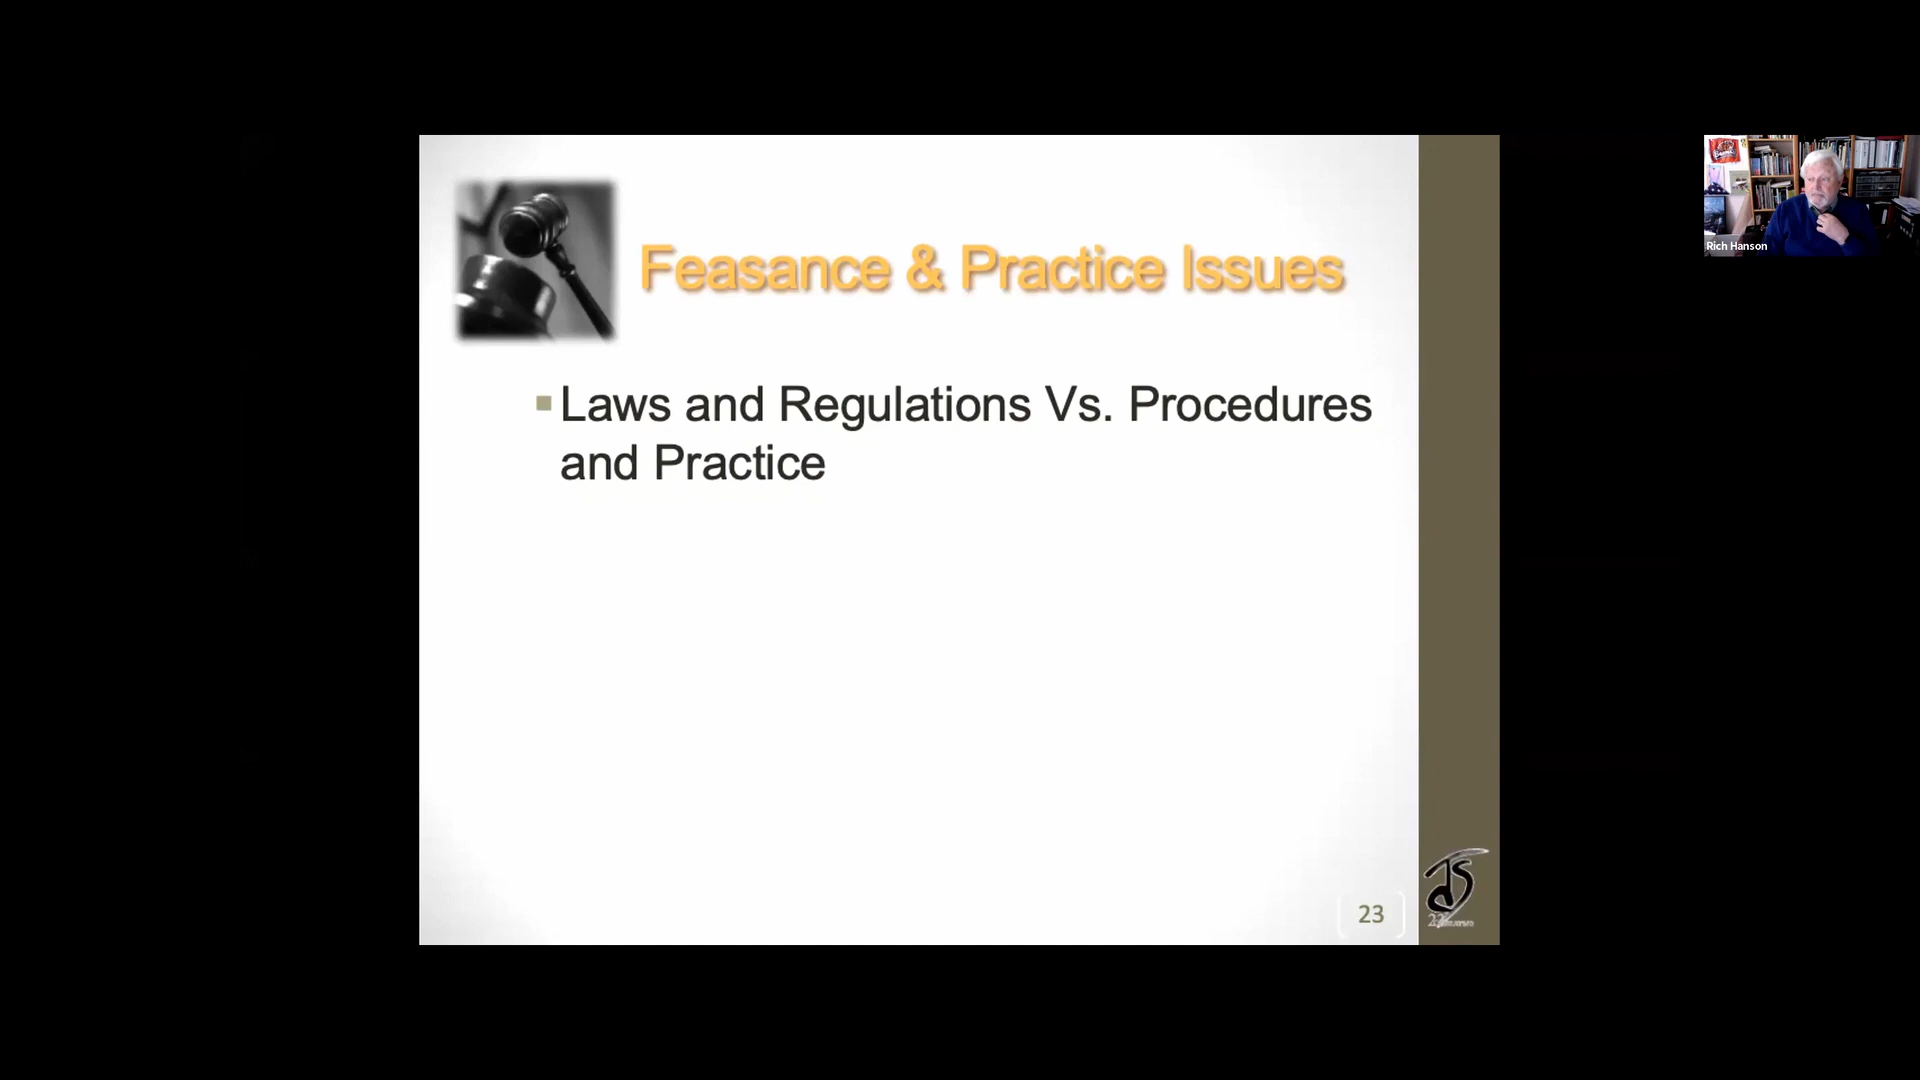 Feasance & Practice Issues
Rich Hanson
▪ Laws and Regulations Vs. Procedures
and Practice
23